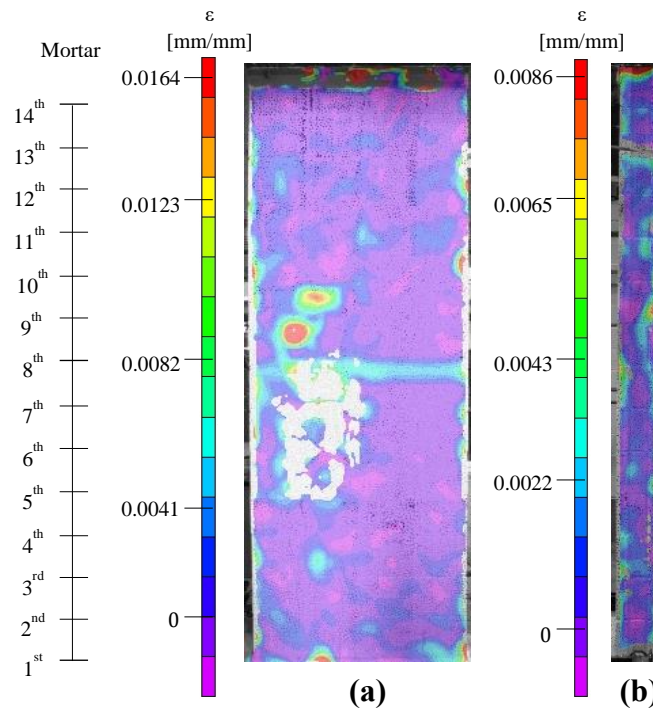 ε
[mm/mm]
ε
[mm/mm]
Mortar
0.0164
0.0086
14th
13th
12th
0.0123
0.0065
11th
10th
9th
8th
0.0082
0.0043
7th
6th
5th
0.0041
0.0022
4th
3rd
2nd
0
0
1st
(a)
(b)